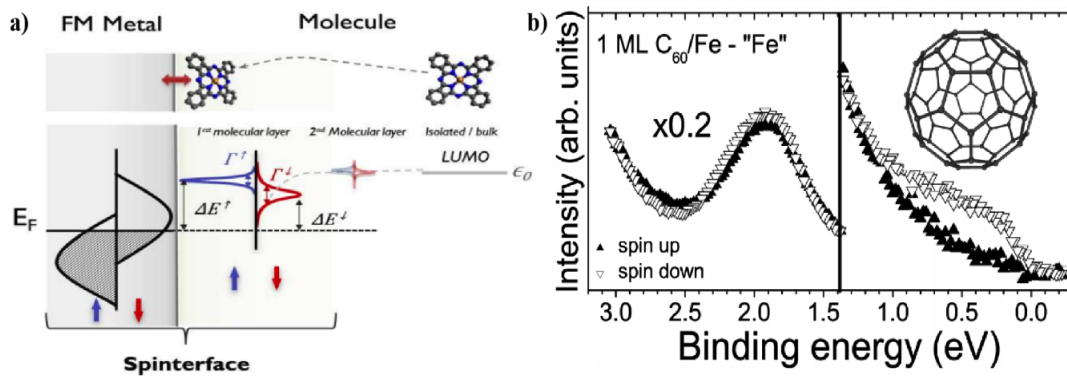 a)
FM Metal Molecule
1ˢᵗ molecular layer 2ⁿᵈ Molecular layer Isolated / bulk
Γ↑ Γ↓ LUMO ϵ₀
ΔE↑ ΔE↓
E_F
Spinterface
b)
1 ML C₆₀/Fe - "Fe"
x0.2
Intensity (arb. units)
▲ spin up
▽ spin down
3.0 2.5 2.0 1.5 1.0 0.5 0.0
Binding energy (eV)